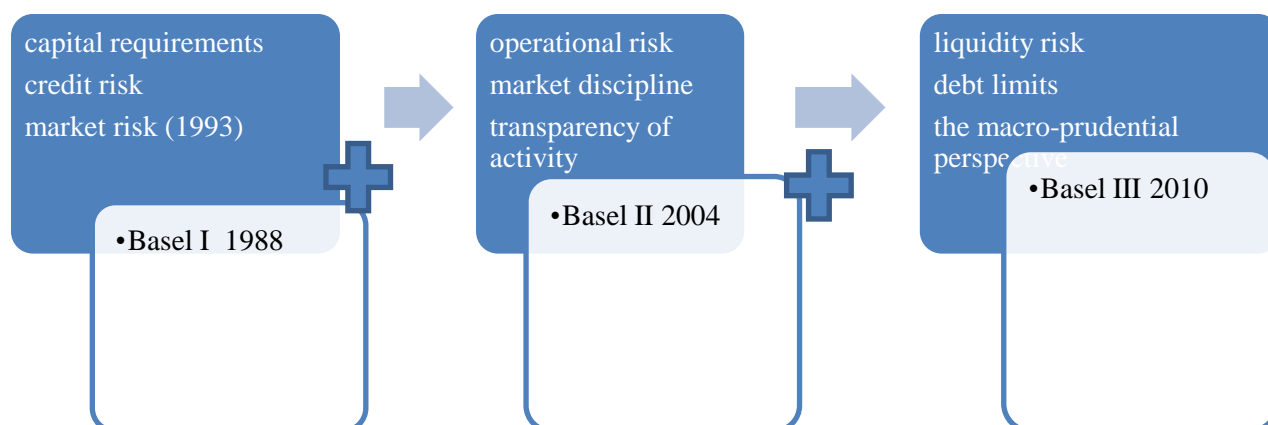 capital requirements
credit risk
market risk (1993)
•Basel I  1988
operational risk
market discipline
transparency of
activity
•Basel II 2004
liquidity risk
debt limits
the macro-prudential
perspective
•Basel III 2010